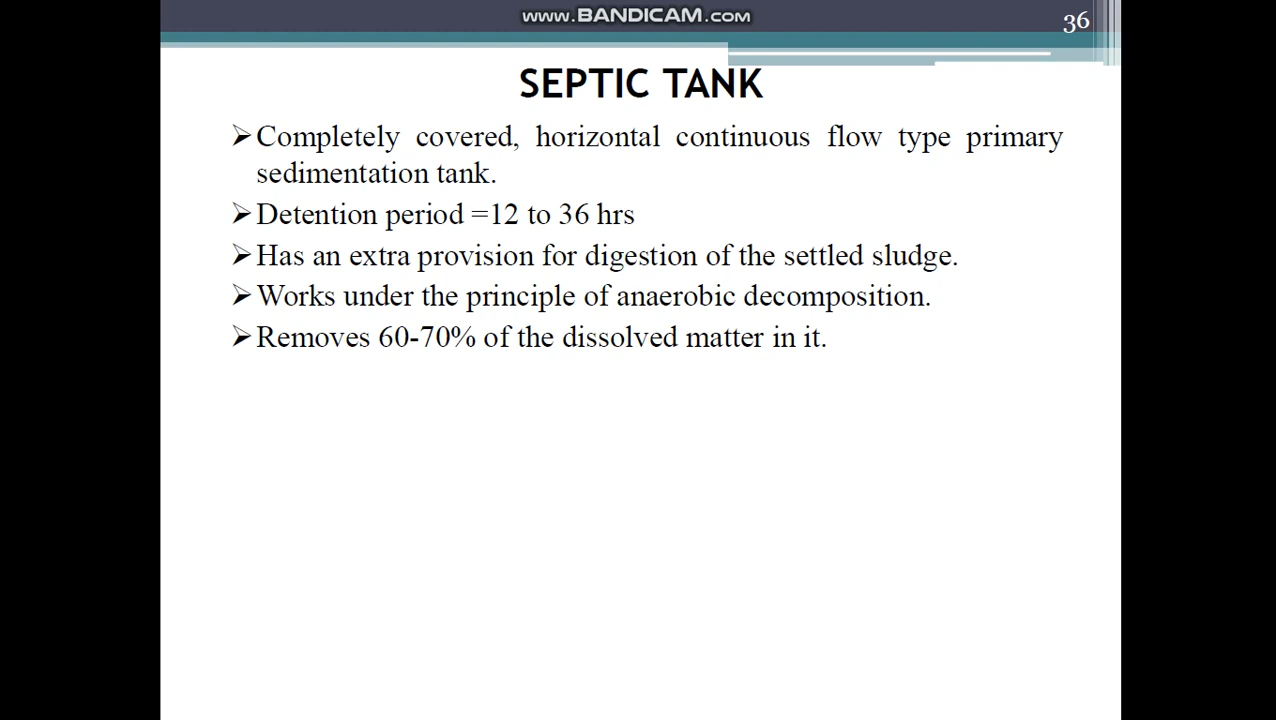 www.BANDICAM.com
36
SEPTIC TANK
➢Completely covered, horizontal continuous flow type primary
sedimentation tank.
➢Detention period =12 to 36 hrs
➢Has an extra provision for digestion of the settled sludge.
➢Works under the principle of anaerobic decomposition.
➢Removes 60-70% of the dissolved matter in it.